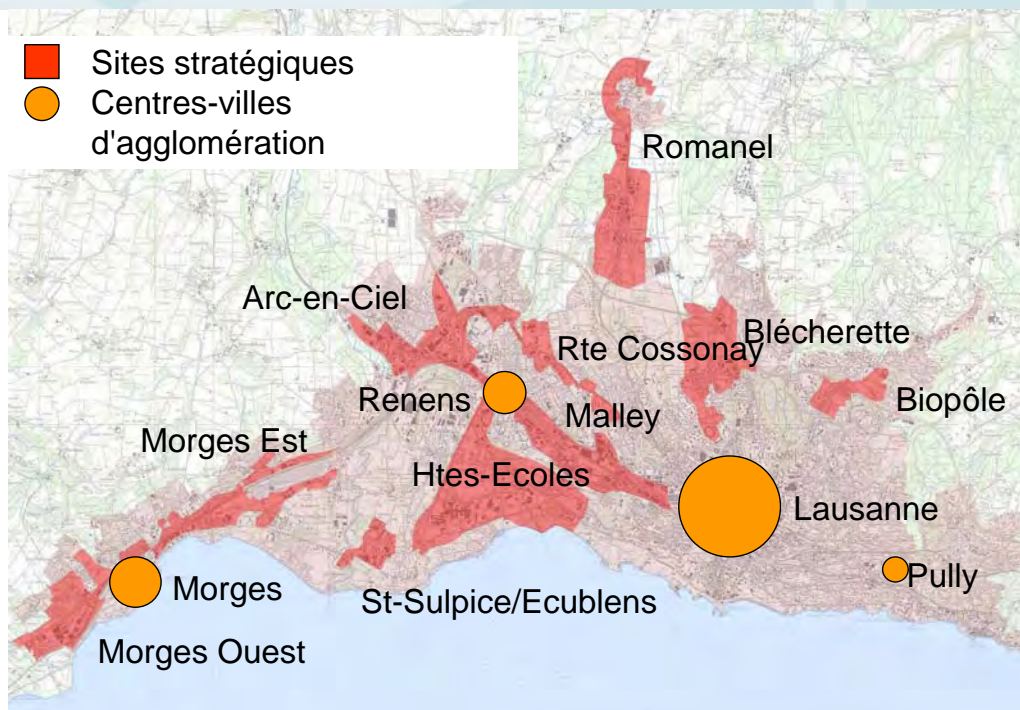 Sites stratégiques
Centres-villes
d'agglomération
Romanel
Arc-en-Ciel
Blécherette
Rte Cossonay
Renens
Biopôle
Malley
Morges Est
Htes-Ecoles
Lausanne
Pully
Morges
St-Sulpice/Ecublens
Morges Ouest